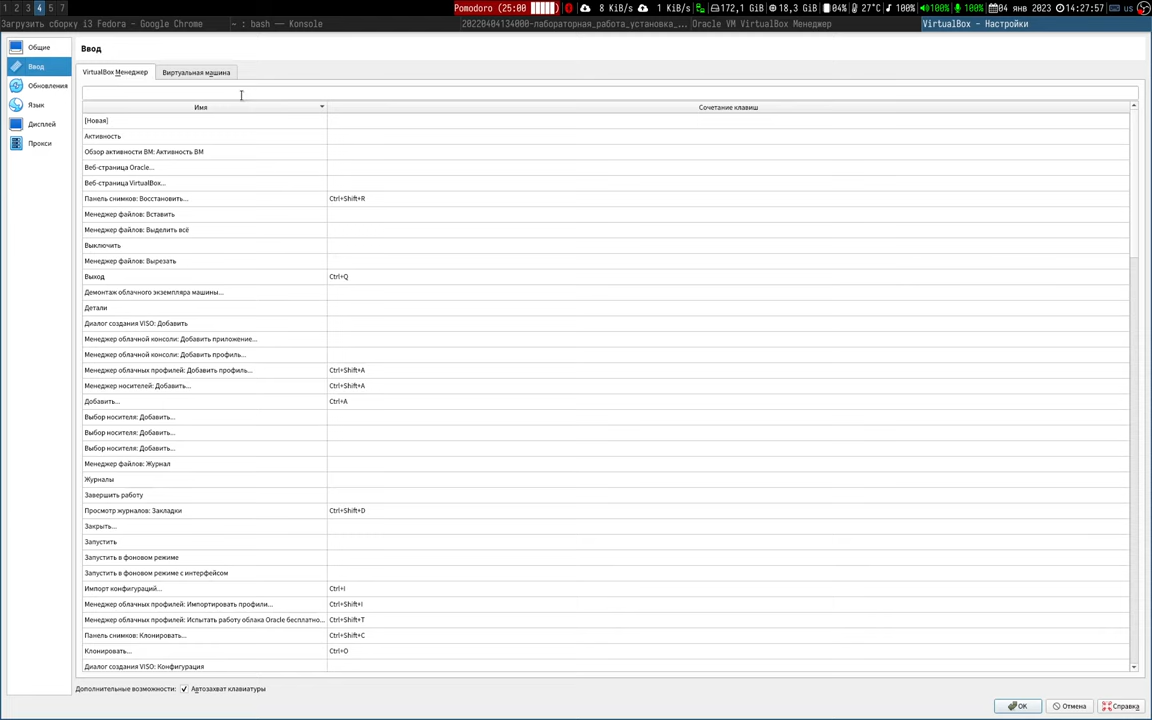 1 2 3 4 5 7
Pomodoro (25:00
8 KiB/s
1 KiB/s
172,1 GiB
18,3 GiB
04%
27°C
100%
100%
100%
04 янв 2023
14:27:57
us
Загрузить сборку i3 Fedora - Google Chrome
~ : bash — Konsole
20220404134000-лабораторная_работа_установка_...
Oracle VM VirtualBox Менеджер
VirtualBox - Настройки
Общие
Ввод
Обновления
Язык
Дисплей
Прокси
Ввод
VirtualBox Менеджер
Виртуальная машина
Имя
Сочетание клавиш
[Новая]
Активность
Обзор активности ВМ: Активность ВМ
Веб-страница Oracle...
Веб-страница VirtualBox...
Панель снимков: Восстановить... Ctrl+Shift+R
Менеджер файлов: Вставить
Менеджер файлов: Выделить всё
Выключить
Менеджер файлов: Вырезать
Выход Ctrl+Q
Демонтаж облачного экземпляра машины...
Детали
Диалог создания VISO: Добавить
Менеджер облачной консоли: Добавить приложение...
Менеджер облачной консоли: Добавить профиль...
Менеджер облачных профилей: Добавить профиль... Ctrl+Shift+A
Менеджер носителей: Добавить... Ctrl+Shift+A
Добавить... Ctrl+A
Выбор носителя: Добавить...
Выбор носителя: Добавить...
Выбор носителя: Добавить...
Менеджер файлов: Журнал
Журналы
Завершить работу
Просмотр журналов: Закладки Ctrl+Shift+D
Закрыть...
Запустить
Запустить в фоновом режиме
Запустить в фоновом режиме с интерфейсом
Импорт конфигураций... Ctrl+I
Менеджер облачных профилей: Импортировать профили... Ctrl+Shift+I
Менеджер облачных профилей: Испытать работу облака Oracle бесплатно... Ctrl+Shift+T
Панель снимков: Клонировать... Ctrl+Shift+C
Клонировать... Ctrl+O
Диалог создания VISO: Конфигурация
Дополнительные возможности: Автозахват клавиатуры
OK
Отмена
Справка